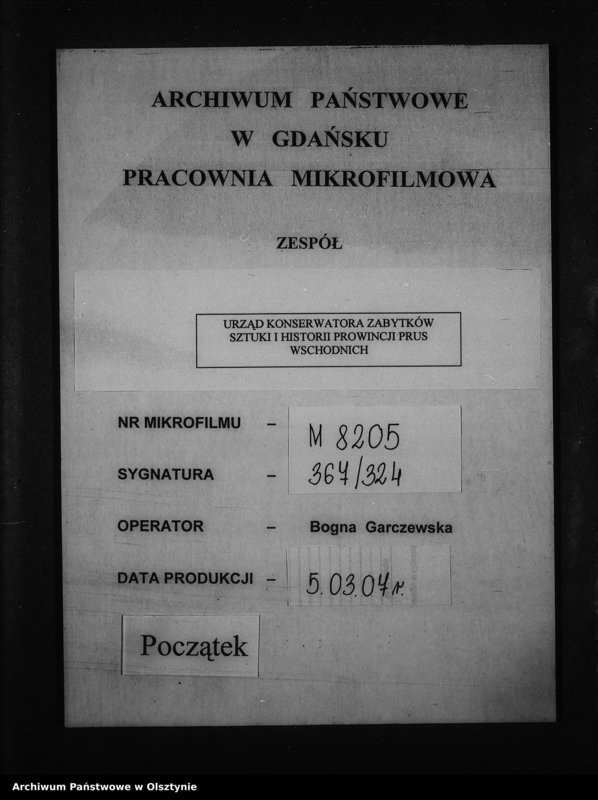 ARCHIWUM PAŃSTWOWE
W GDAŃSKU
PRACOWNIA MIKROFILMOWA
ZESPÓŁ
URZĄD KONSERWATORA ZABYTKÓW
SZTUKI I HISTORII PROWINCJI PRUS
WSCHODNICH
NR MIKROFILMU – M 8205
SYGNATURA – 367/324
OPERATOR – Bogna Garczewska
DATA PRODUKCJI – 5.03.07 r.
Początek
Archiwum Państwowe w Olsztynie